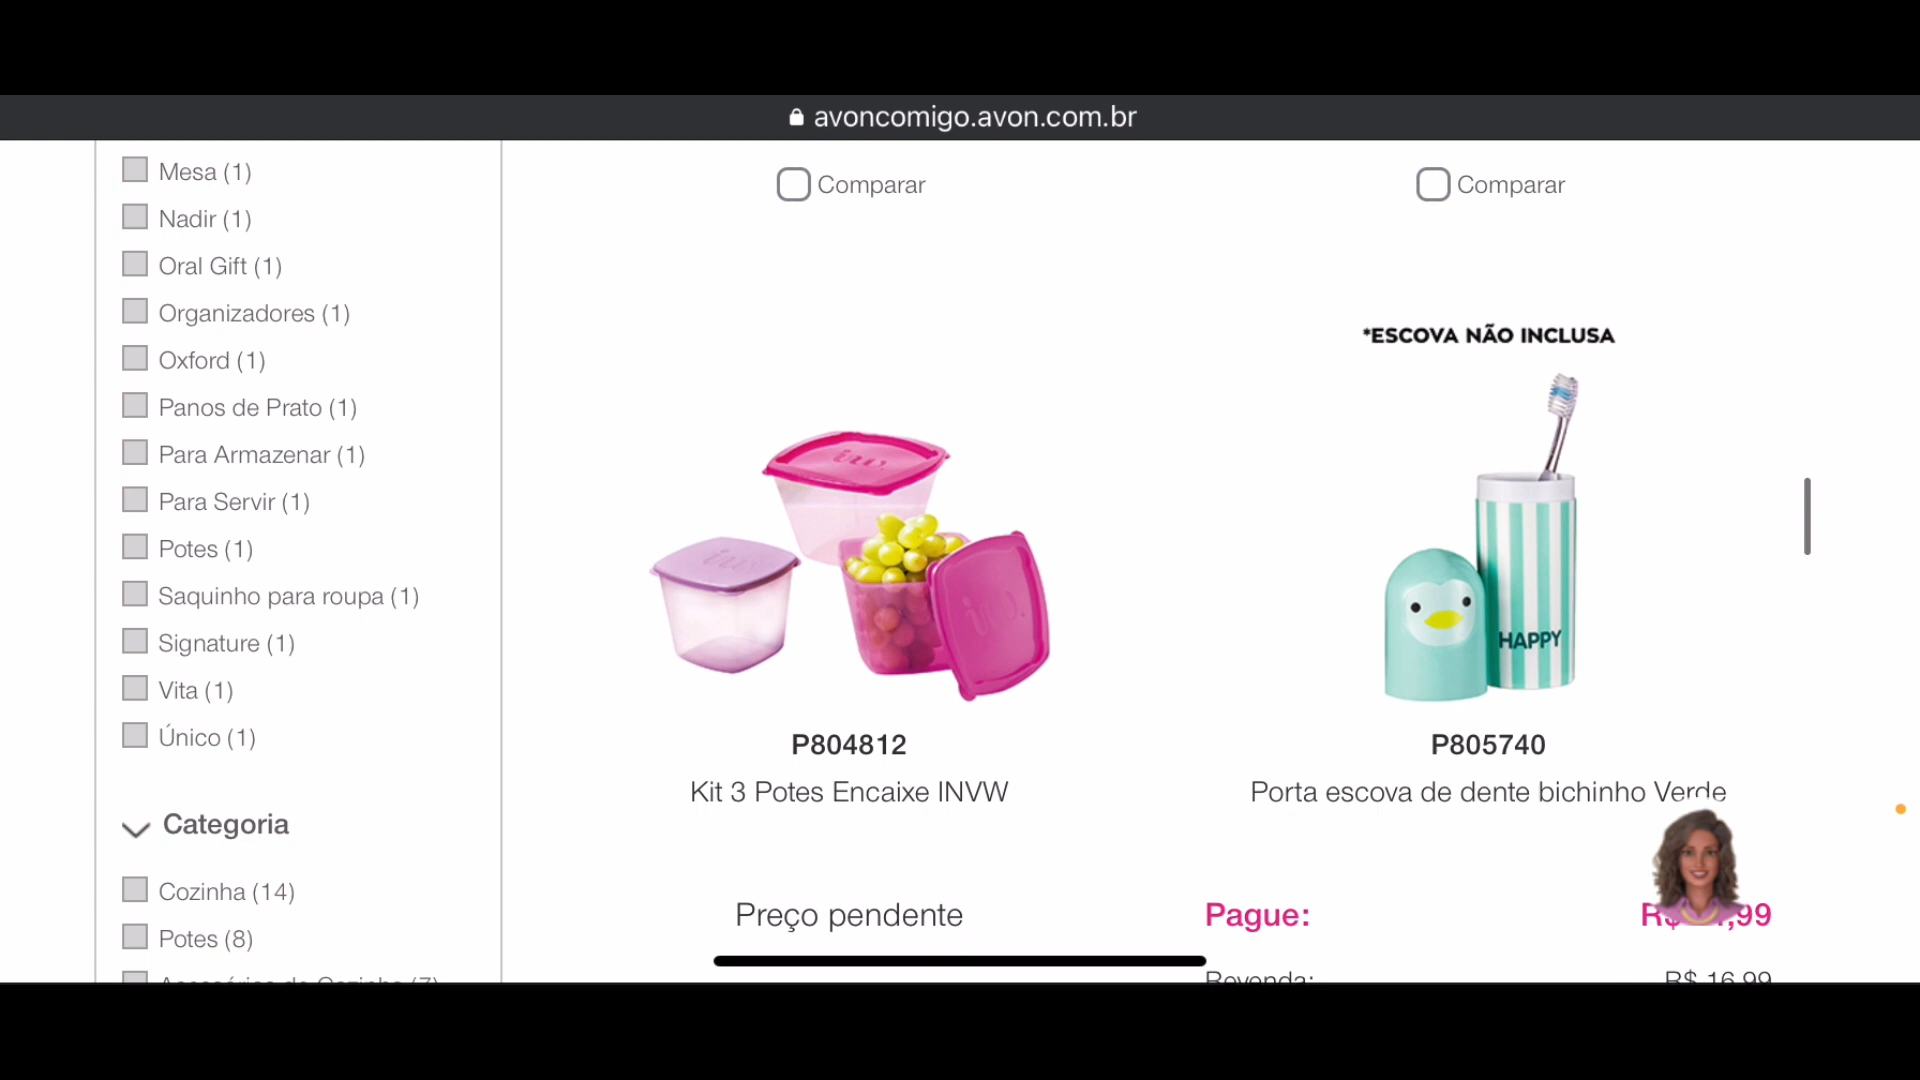 avoncomigo.avon.com.br
Mesa (1)
Nadir (1)
Oral Gift (1)
Organizadores (1)
Oxford (1)
Panos de Prato (1)
Para Armazenar (1)
Para Servir (1)
Potes (1)
Saquinho para roupa (1)
Signature (1)
Vita (1)
Único (1)
Categoria
Cozinha (14)
Potes (8)
Comparar
P804812
Kit 3 Potes Encaixe INVW
Preço pendente
Comparar
*ESCOVA NÃO INCLUSA
HAPPY
P805740
Porta escova de dente bichinho Verde
Pague:
Revenda: R$ 16,99